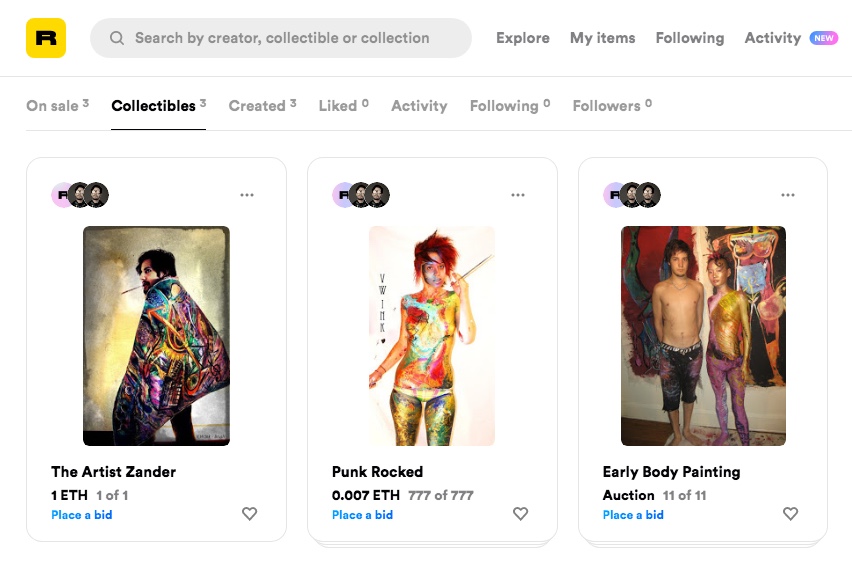 R
Search by creator, collectible or collection
Explore My items Following Activity NEW
On sale 3 Collectibles 3 Created 3 Liked 0 Activity Following 0 Followers 0
VWINK
The Artist Zander
1 ETH 1 of 1
Place a bid
Punk Rocked
0.007 ETH 777 of 777
Place a bid
Early Body Painting
Auction 11 of 11
Place a bid